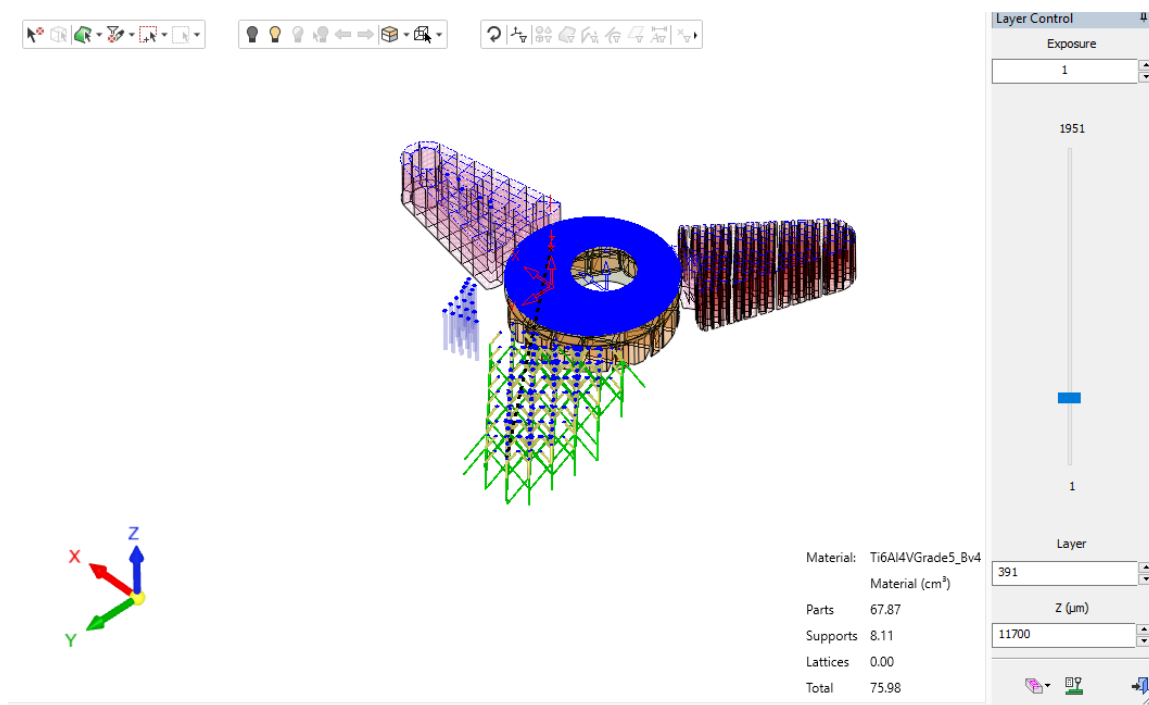 Layer Control
Exposure
1
1951
1
Layer
391
Z (µm)
11700
Z
X
Y
Material: Ti6Al4VGrade5_Bv4
Material (cm³)
Parts 67.87
Supports 8.11
Lattices 0.00
Total 75.98